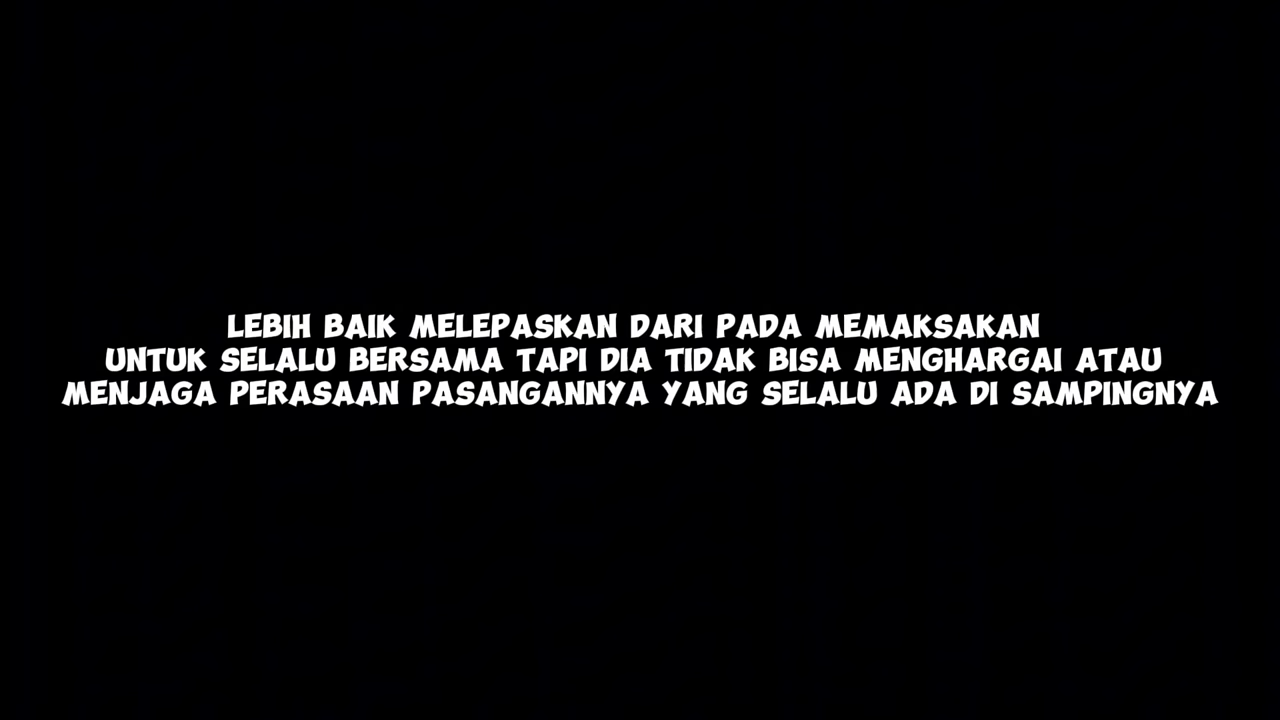 LEBIH BAIK MELEPASKAN DARI PADA MEMAKSAKAN
UNTUK SELALU BERSAMA TAPI DIA TIDAK BISA MENGHARGAI ATAU
MENJAGA PERASAAN PASANGANNYA YANG SELALU ADA DI SAMPINGNYA